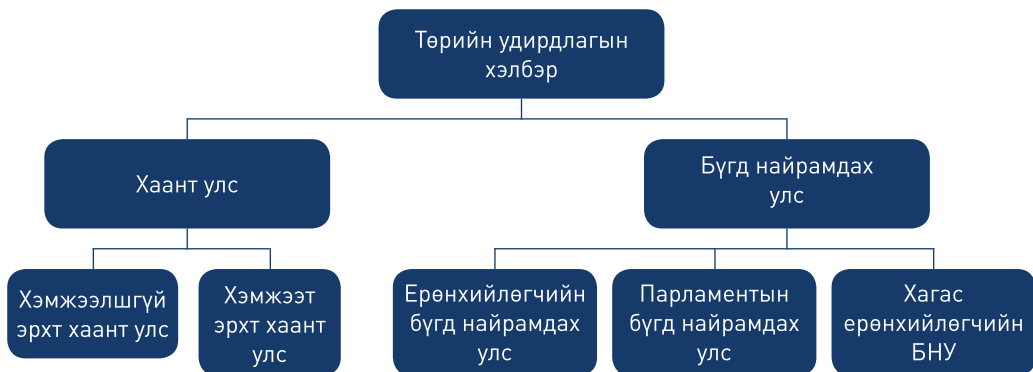 Төрийн удирдлагын
хэлбэр
Хаант улс
Бүгд найрамдах
улс
Хэмжээлшгүй
эрхт хаант улс
Хэмжээт
эрхт хаант
улс
Ерөнхийлөгчийн
бүгд найрамдах
улс
Парламентын
бүгд найрамдах
улс
Хагас
ерөнхийлөгчийн
БНУ